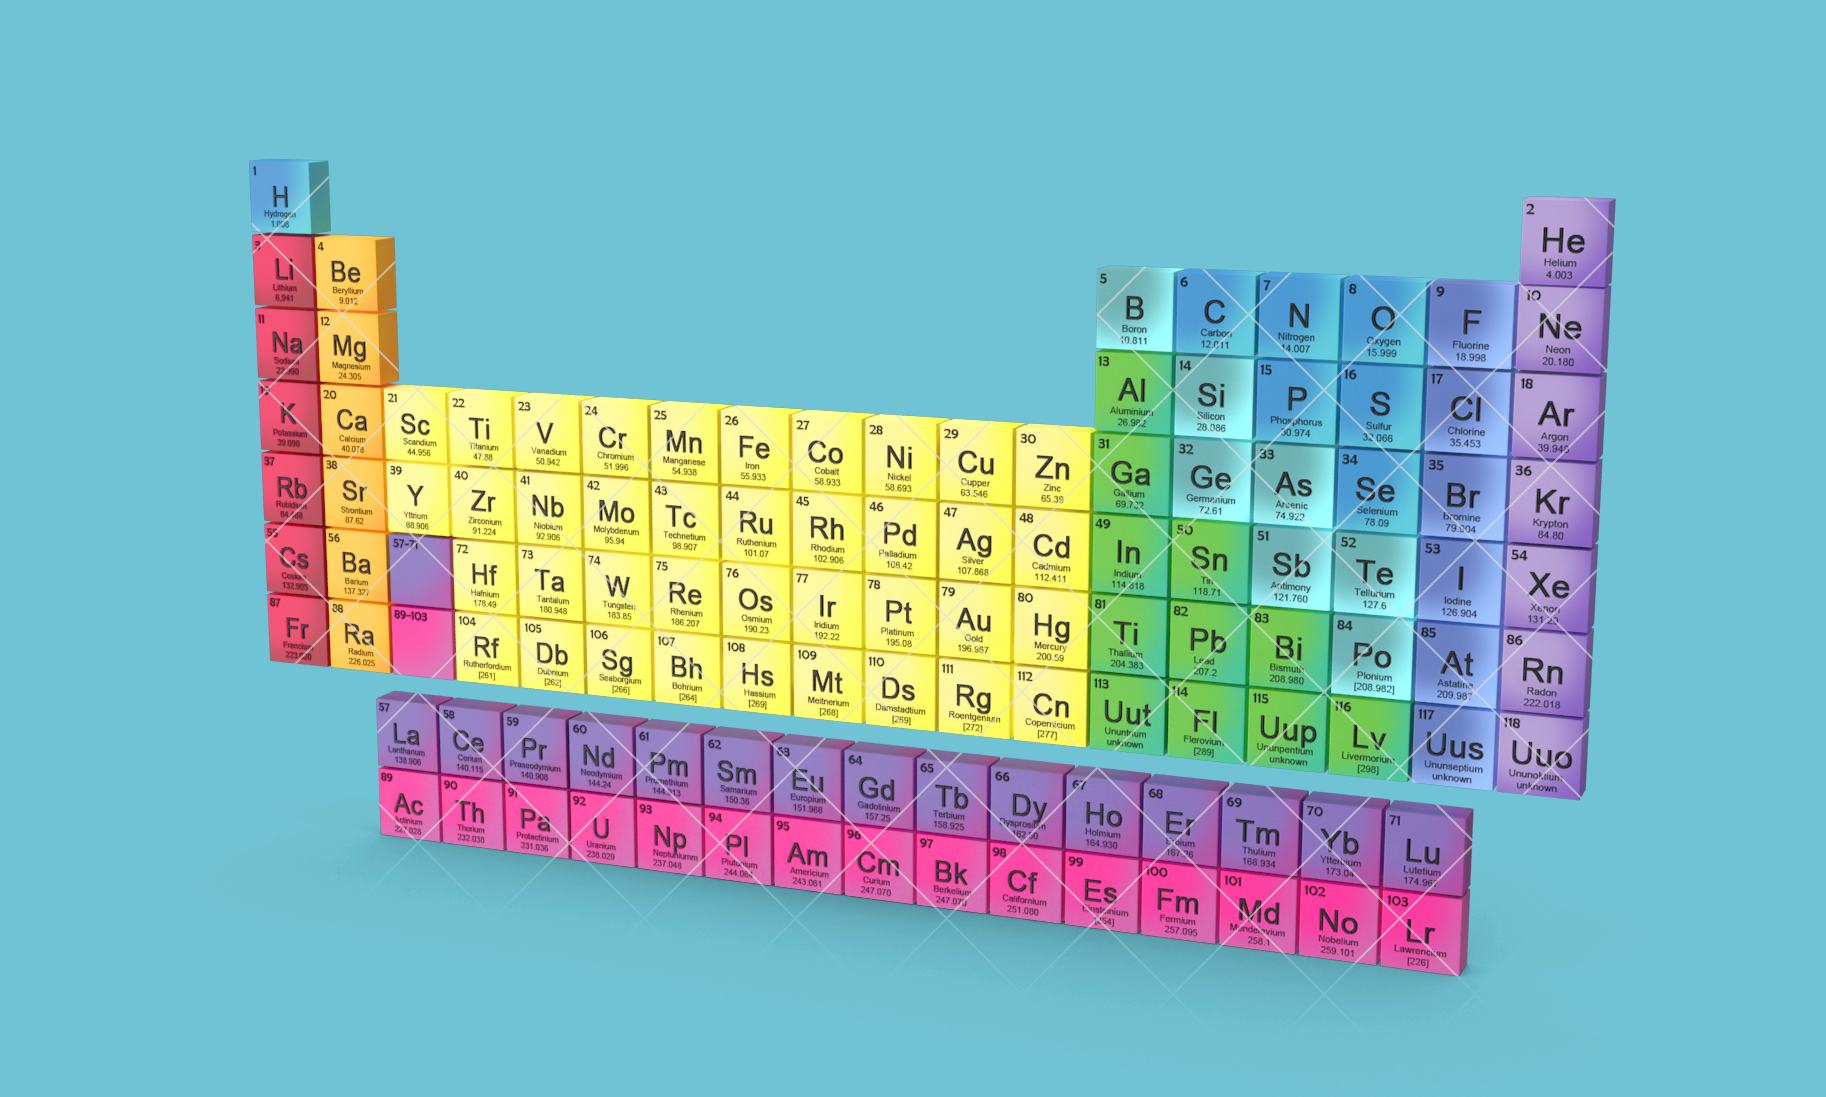 1
H
Hydrogen
1.008
2
He
Helium
4.003
3
Li
Lithium
6,941
4
Be
Beryllium
9.012
5
B
Boron
10.811
6
C
Carbon
12.011
7
N
Nitrogen
14.007
8
O
Oxygen
15.999
9
F
Fluorine
18.998
10
Ne
Neon
20.180
11
Na
Sodium
22.990
12
Mg
Magnesium
24.305
13
Al
Aluminium
26.982
14
Si
Silicon
28.086
15
P
Phosphorus
30.974
16
S
Sulfur
32.066
17
Cl
Chlorine
35.453
18
Ar
Argon
39.948
19
K
Potassium
39.098
20
Ca
Calcium
40.078
21
Sc
Scandium
44.956
22
Ti
Titanium
47.88
23
V
Vanadium
50.942
24
Cr
Chromium
51.996
25
Mn
Manganese
54.938
26
Fe
Iron
55.933
27
Co
Cobalt
58.933
28
Ni
Nickel
58.693
29
Cu
Cupper
63.546
30
Zn
Zinc
65.39
31
Ga
Gallium
69.732
32
Ge
Germanium
72.61
33
As
Arsenic
74.922
34
Se
Selenium
78.09
35
Br
Bromine
79.904
36
Kr
Krypton
84.80
37
Rb
Rubidium
84.468
38
Sr
Strontium
87.62
39
Y
Yttrium
88.906
40
Zr
Zirconium
91.224
41
Nb
Niobium
92.906
42
Mo
Molybdenum
95.94
43
Tc
Technetium
98.907
44
Ru
Ruthenium
101.07
45
Rh
Rhodium
102.906
46
Pd
Palladium
106.42
47
Ag
Silver
107.868
48
Cd
Cadmium
112.411
49
In
Indium
114.818
50
Sn
Tin
118.71
51
Sb
Antimony
121.760
52
Te
Tellurium
127.6
53
I
Iodine
126.904
54
Xe
Xenon
131.29
55
Cs
Cesium
132.905
56
Ba
Barium
137.327
57-71
72
Hf
Hafnium
178.49
73
Ta
Tantalum
180.948
74
W
Tungsten
183.85
75
Re
Rhenium
186.207
76
Os
Osmium
190.23
77
Ir
Iridium
192.22
78
Pt
Platinum
195.08
79
Au
Gold
196.967
80
Hg
Mercury
200.59
81
Ti
Thallium
204.383
82
Pb
Lead
207.2
83
Bi
Bismuth
208.980
84
Po
Plonium
[208.982]
85
At
Astatine
209.987
86
Rn
Radon
222.018
87
Fr
Francium
223.020
88
Ra
Radium
226.025
89-103
104
Rf
Rutherfordium
[261]
105
Db
Dubnium
[262]
106
Sg
Seaborgium
[266]
107
Bh
Bohrium
[264]
108
Hs
Hassium
[269]
109
Mt
Meitnerium
[268]
110
Ds
Damstadtium
[269]
111
Rg
Roentgenium
[272]
112
Cn
Copernicium
[277]
113
Uut
Ununtrium
unknown
114
Fl
Flerovium
[289]
115
Uup
Ununpentium
unknown
116
Lv
Livermorium
[298]
117
Uus
Ununseptium
unknown
118
Uuo
Ununoktium
unknown
57
La
Lanthanum
138.906
58
Ce
Cerium
140.115
59
Pr
Praseodymium
140.908
60
Nd
Neodymium
144.24
61
Pm
Promethium
144.913
62
Sm
Samarium
150.36
63
Eu
Europium
151.966
64
Gd
Gadolinium
157.25
65
Tb
Terbium
158.925
66
Dy
Dysprosium
162.50
67
Ho
Holmium
164.930
68
Er
Erbium
167.26
69
Tm
Thulium
168.934
70
Yb
Ytterbium
173.04
71
Lu
Lutetium
174.967
89
Ac
Actinium
227.028
90
Th
Thorium
232.038
91
Pa
Protactinium
231.036
92
U
Uranium
238.029
93
Np
Neptuniumm
237.048
94
Pl
Plutonium
244.064
95
Am
Americium
243.061
96
Cm
Curium
247.070
97
Bk
Berkelium
247.070
98
Cf
Californium
251.080
99
Es
Einsteinium
[254]
100
Fm
Fermium
257.095
101
Md
Mendelevium
258.1
102
No
Nobelium
259.101
103
Lr
Lawrencium
[226]